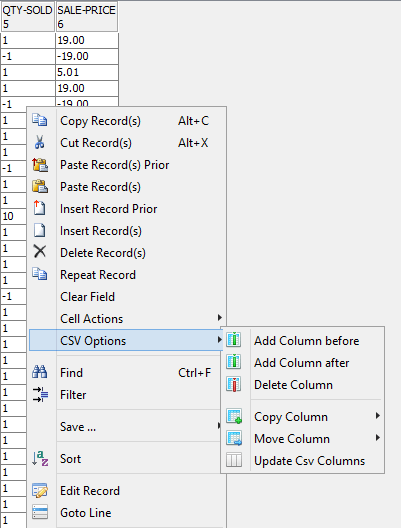 QTY-SOLD SALE-PRICE
5 6
1 19.00
-1 -19.00
1 5.01
1 19.00
-1 -19.00
1
1
1
-1
1
1
10
1
1
1
1
-1
1
1
1
1
1
1
1
1
1
1
1
1
1
1
Copy Record(s) Alt+C
Cut Record(s) Alt+X
Paste Record(s) Prior
Paste Record(s)
Insert Record Prior
Insert Record(s)
Delete Record(s)
Repeat Record
Clear Field
Cell Actions
CSV Options
Find Ctrl+F
Filter
Save ...
Sort
Edit Record
Goto Line
Add Column before
Add Column after
Delete Column
Copy Column
Move Column
Update Csv Columns